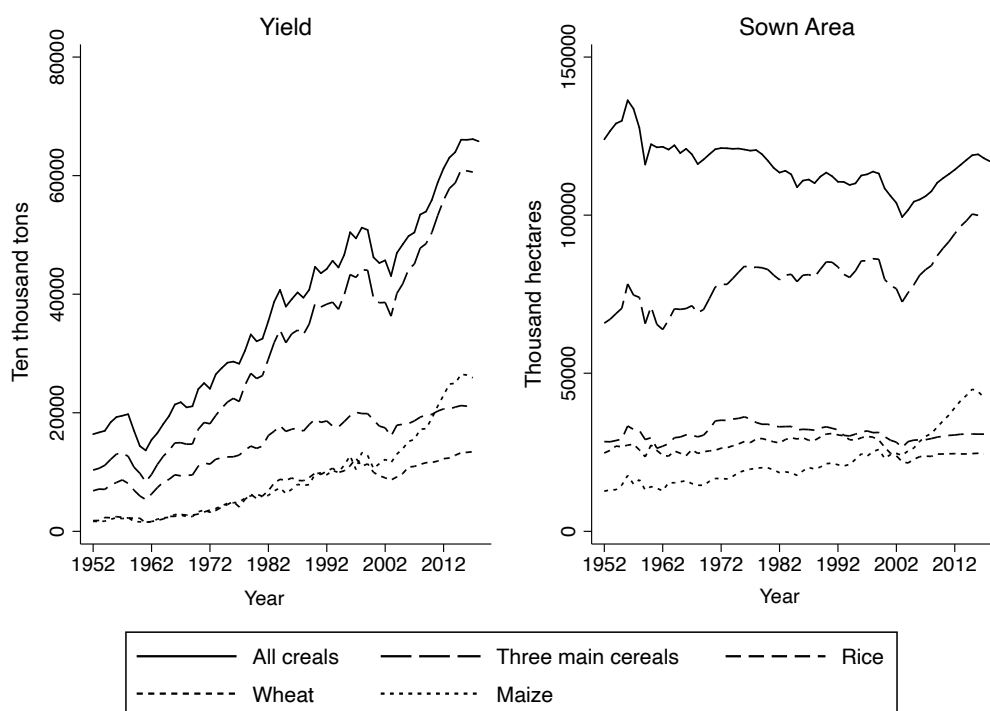 Yield
Ten thousand tons
80000
60000
40000
20000
0
1952 1962 1972 1982 1992 2002 2012
Year
Sown Area
Thousand hectares
150000
100000
50000
0
1952 1962 1972 1982 1992 2002 2012
Year
All creals Three main cereals Rice
Wheat Maize